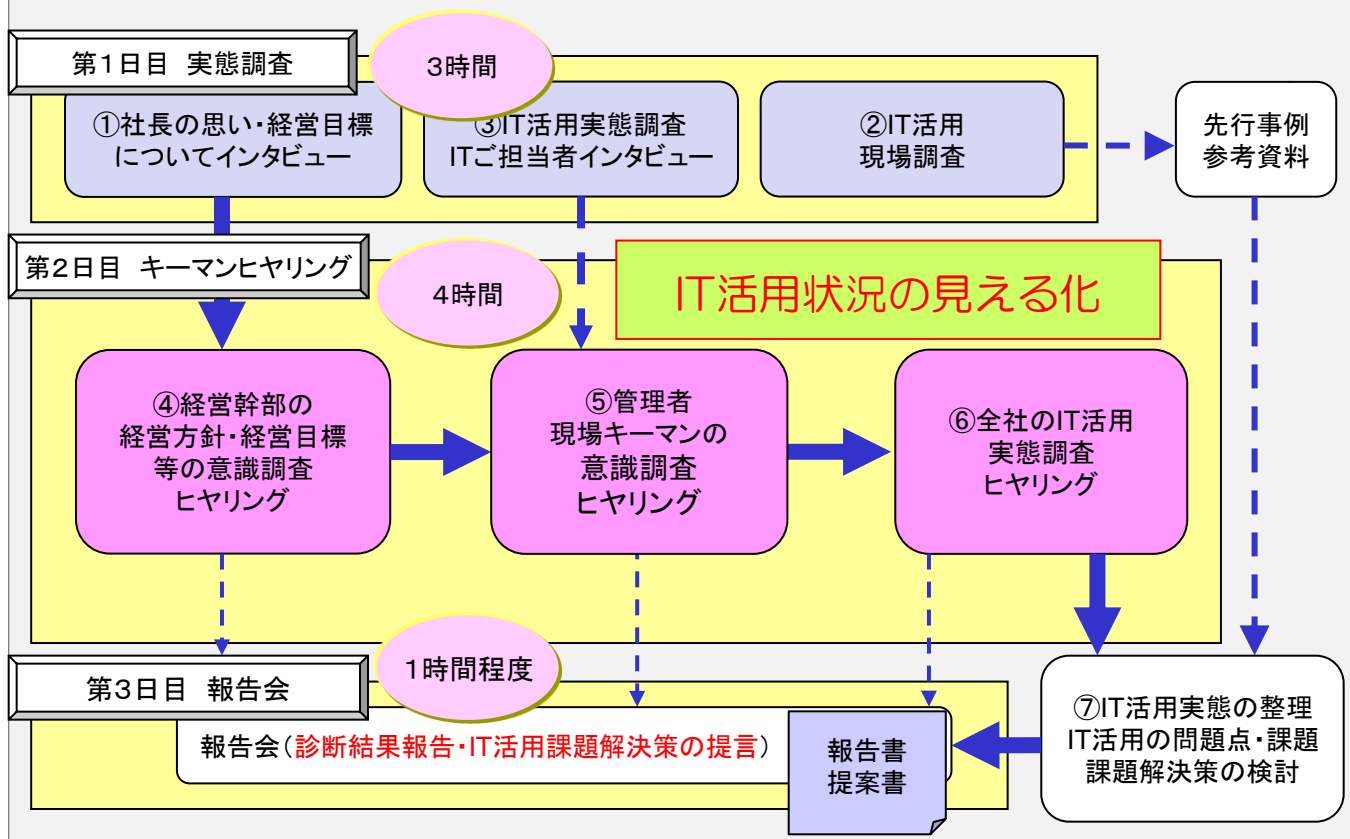 第1日目 実態調査
3時間
①社長の思い・経営目標
についてインタビュー
③IT活用実態調査
ITご担当者インタビュー
②IT活用
現場調査
先行事例
参考資料
第2日目 キーマンヒヤリング
4時間
IT活用状況の見える化
④経営幹部の
経営方針・経営目標
等の意識調査
ヒヤリング
⑤管理者
現場キーマンの
意識調査
ヒヤリング
⑥全社のIT活用
実態調査
ヒヤリング
第3日目 報告会
1時間程度
報告会(診断結果報告・IT活用課題解決策の提言)
報告書
提案書
⑦IT活用実態の整理
IT活用の問題点・課題
課題解決策の検討